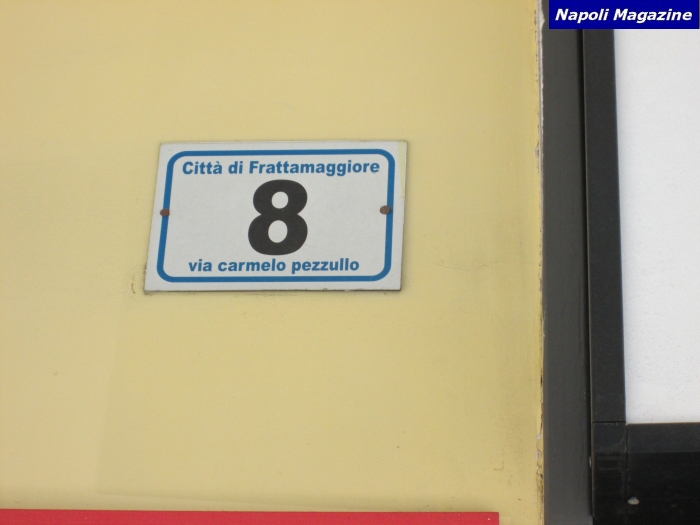 Napoli Magazine
Città di Frattamaggiore
8
via carmelo pezzullo